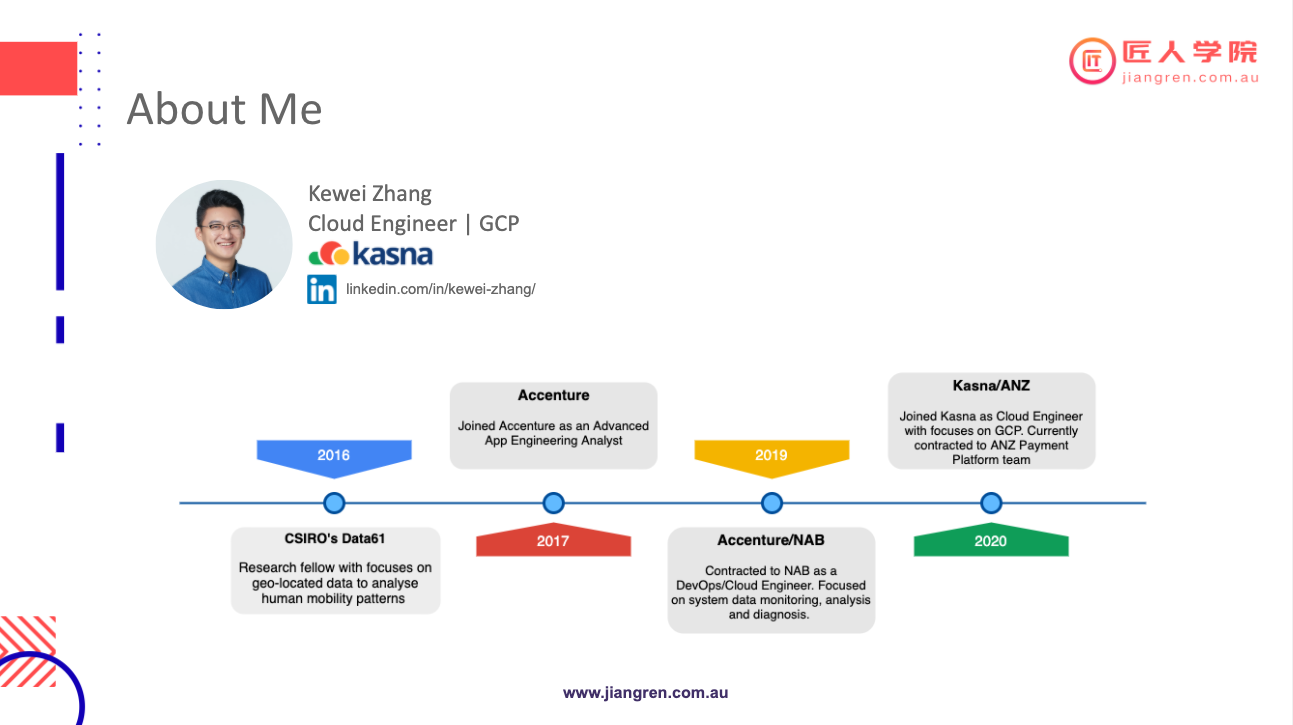 匠人学院
jiangren.com.au
About Me
Kewei Zhang
Cloud Engineer | GCP
kasna
in linkedin.com/in/kewei-zhang/
2016
CSIRO's Data61
Research fellow with focuses on
geo-located data to analyse
human mobility patterns
Accenture
Joined Accenture as an Advanced
App Engineering Analyst
2017
2019
Accenture/NAB
Contracted to NAB as a
DevOps/Cloud Engineer. Focused
on system data monitoring, analysis
and diagnosis.
Kasna/ANZ
Joined Kasna as Cloud Engineer
with focuses on GCP. Currently
contracted to ANZ Payment
Platform team
2020
www.jiangren.com.au